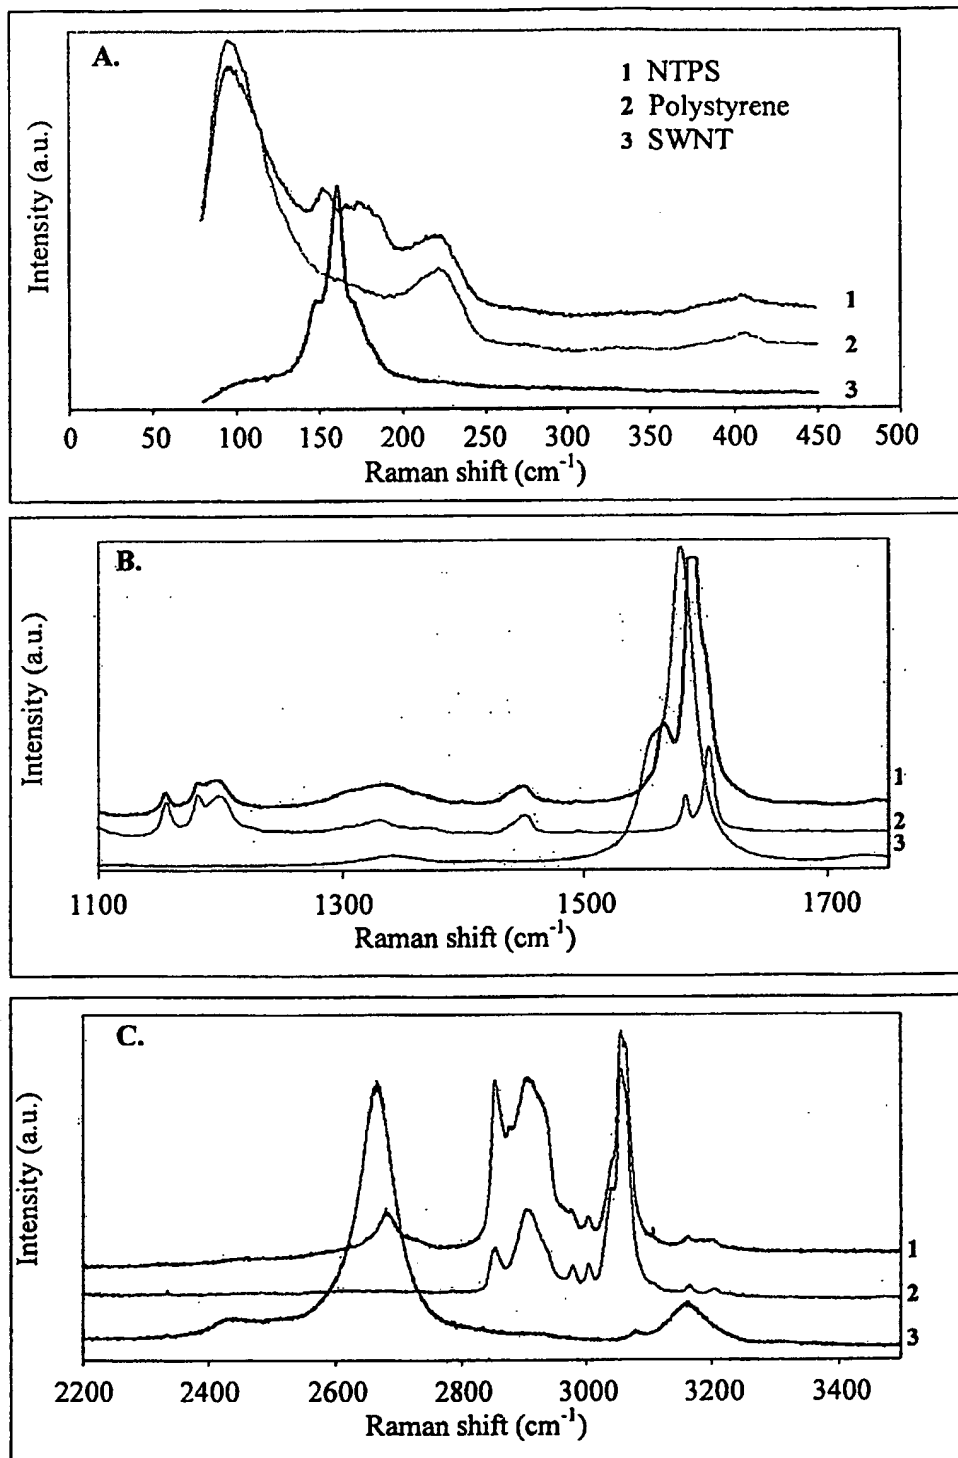 A.
1 NTPS
2 Polystyrene
3 SWNT
Intensity (a.u.)
1
2
3
0 50 100 150 200 250 300 350 400 450 500
Raman shift (cm⁻¹)
B.
Intensity (a.u.)
1
2
3
1100 1300 1500 1700
Raman shift (cm⁻¹)
C.
Intensity (a.u.)
1
2
3
2200 2400 2600 2800 3000 3200 3400
Raman shift (cm⁻¹)